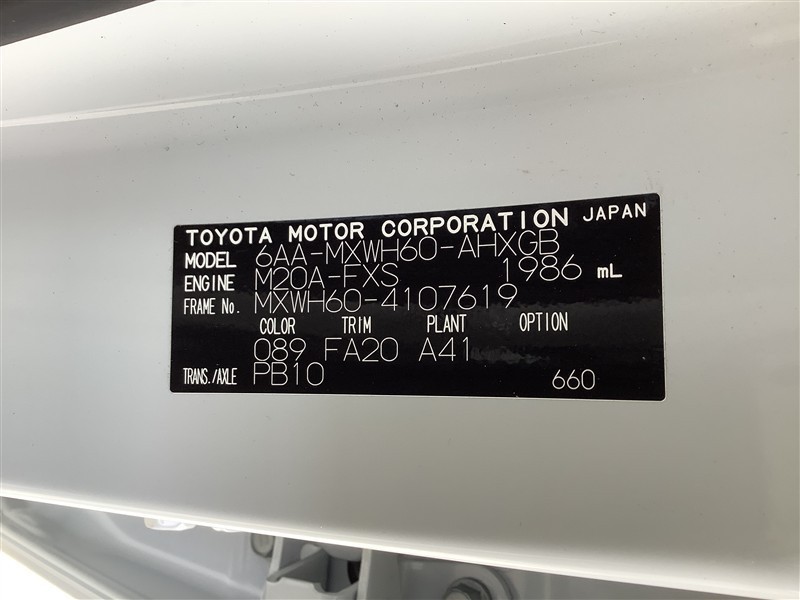 TOYOTA MOTOR CORPORATION JAPAN
MODEL 6AA-MXWH60-AHXGB
ENGINE M20A-FXS 1986 mL
FRAME No. MXWH60-4107619
COLOR TRIM PLANT OPTION
089 FA20 A41
TRANS./AXLE PB10 660